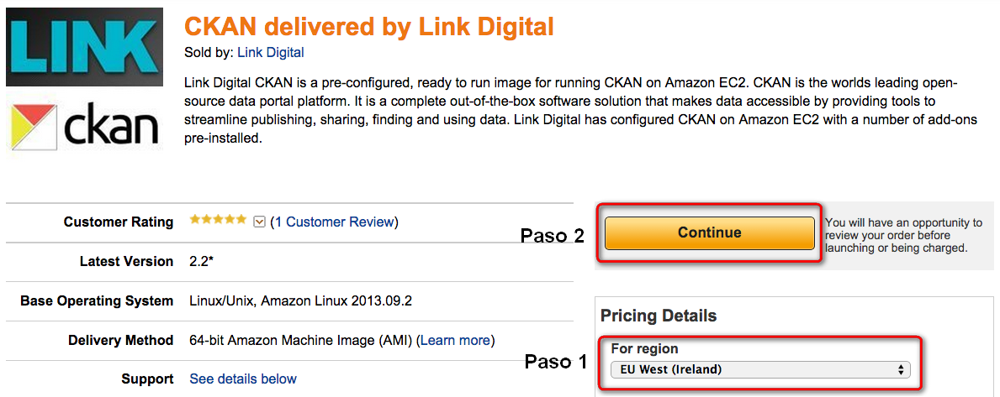 LINK
ckan
CKAN delivered by Link Digital
Sold by: Link Digital
Link Digital CKAN is a pre-configured, ready to run image for running CKAN on Amazon EC2. CKAN is the worlds leading open-
source data portal platform. It is a complete out-of-the-box software solution that makes data accessible by providing tools to
streamline publishing, sharing, finding and using data. Link Digital has configured CKAN on Amazon EC2 with a number of add-ons
pre-installed.
Customer Rating (1 Customer Review)
Latest Version 2.2*
Base Operating System Linux/Unix, Amazon Linux 2013.09.2
Delivery Method 64-bit Amazon Machine Image (AMI) (Learn more)
Support See details below
Paso 2
Continue
You will have an opportunity to
review your order before
launching or being charged.
Pricing Details
Paso 1
For region
EU West (Ireland)